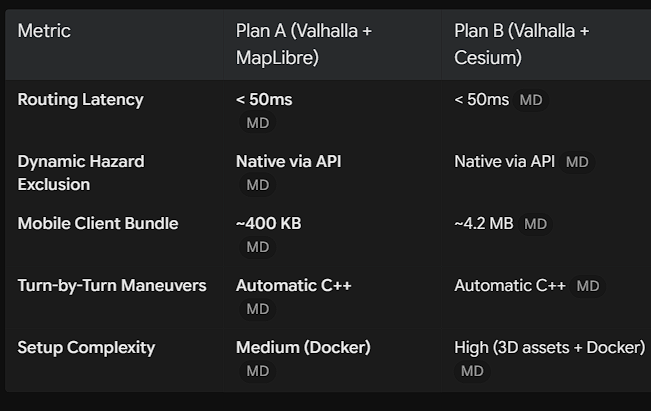 Metric Plan A (Valhalla + Plan B (Valhalla +
MapLibre) Cesium)
Routing Latency < 50ms < 50ms MD
MD
Dynamic Hazard Native via API Native via API MD
Exclusion MD
Mobile Client Bundle ~400 KB ~4.2 MB MD
MD
Turn-by-Turn Maneuvers Automatic C++ Automatic C++ MD
MD
Setup Complexity Medium (Docker) High (3D assets + Docker)
MD MD